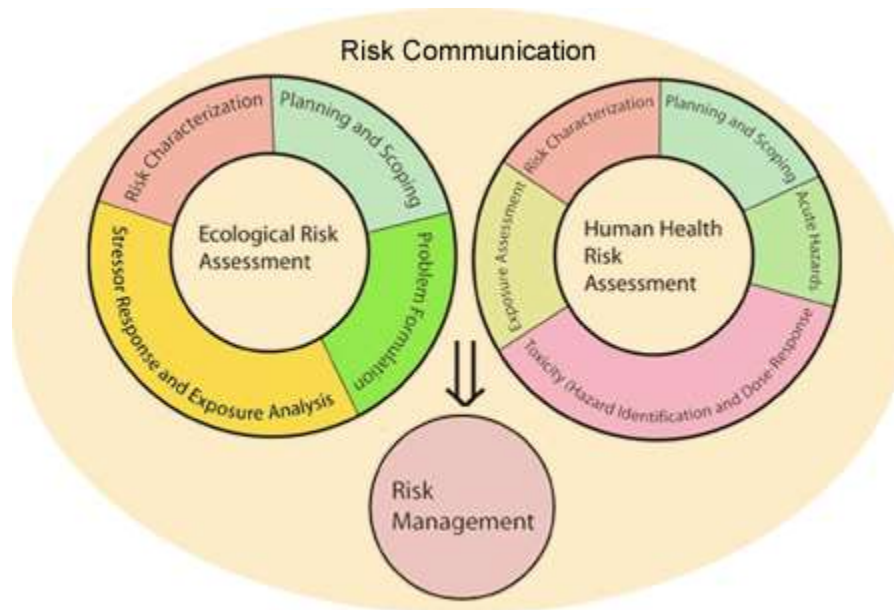 Risk Communication
Risk Characterization
Planning and Scoping
Problem Formulation
Stressor Response and Exposure Analysis
Ecological Risk
Assessment
Risk Characterization
Planning and Scoping
Acute Hazards
Toxicity (Hazard Identification and Dose-Response
Exposure Assessment
Human Health
Risk
Assessment
Risk
Management